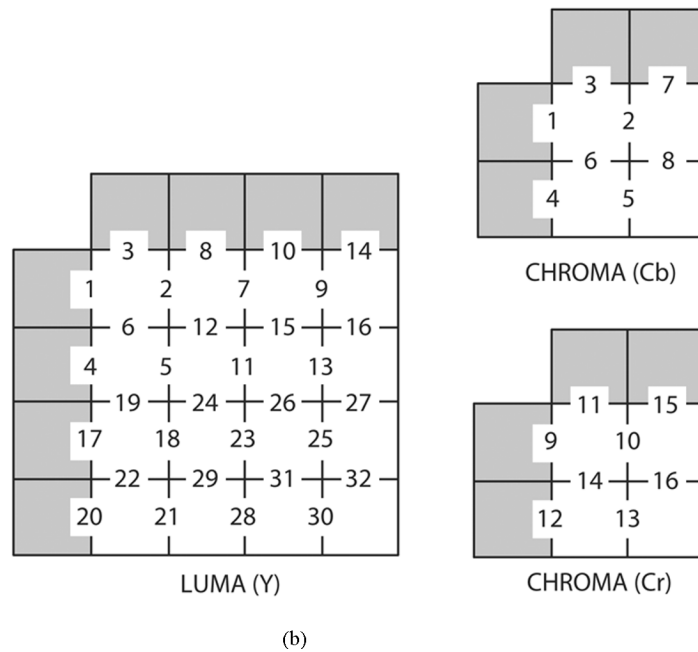 3 7
1 2
6 8
4 5
CHROMA (Cb)
3 8 10 14
1 2 7 9
6 12 15 16
4 5 11 13
19 24 26 27
17 18 23 25
22 29 31 32
20 21 28 30
LUMA (Y)
11 15
9 10
14 16
12 13
CHROMA (Cr)
(b)